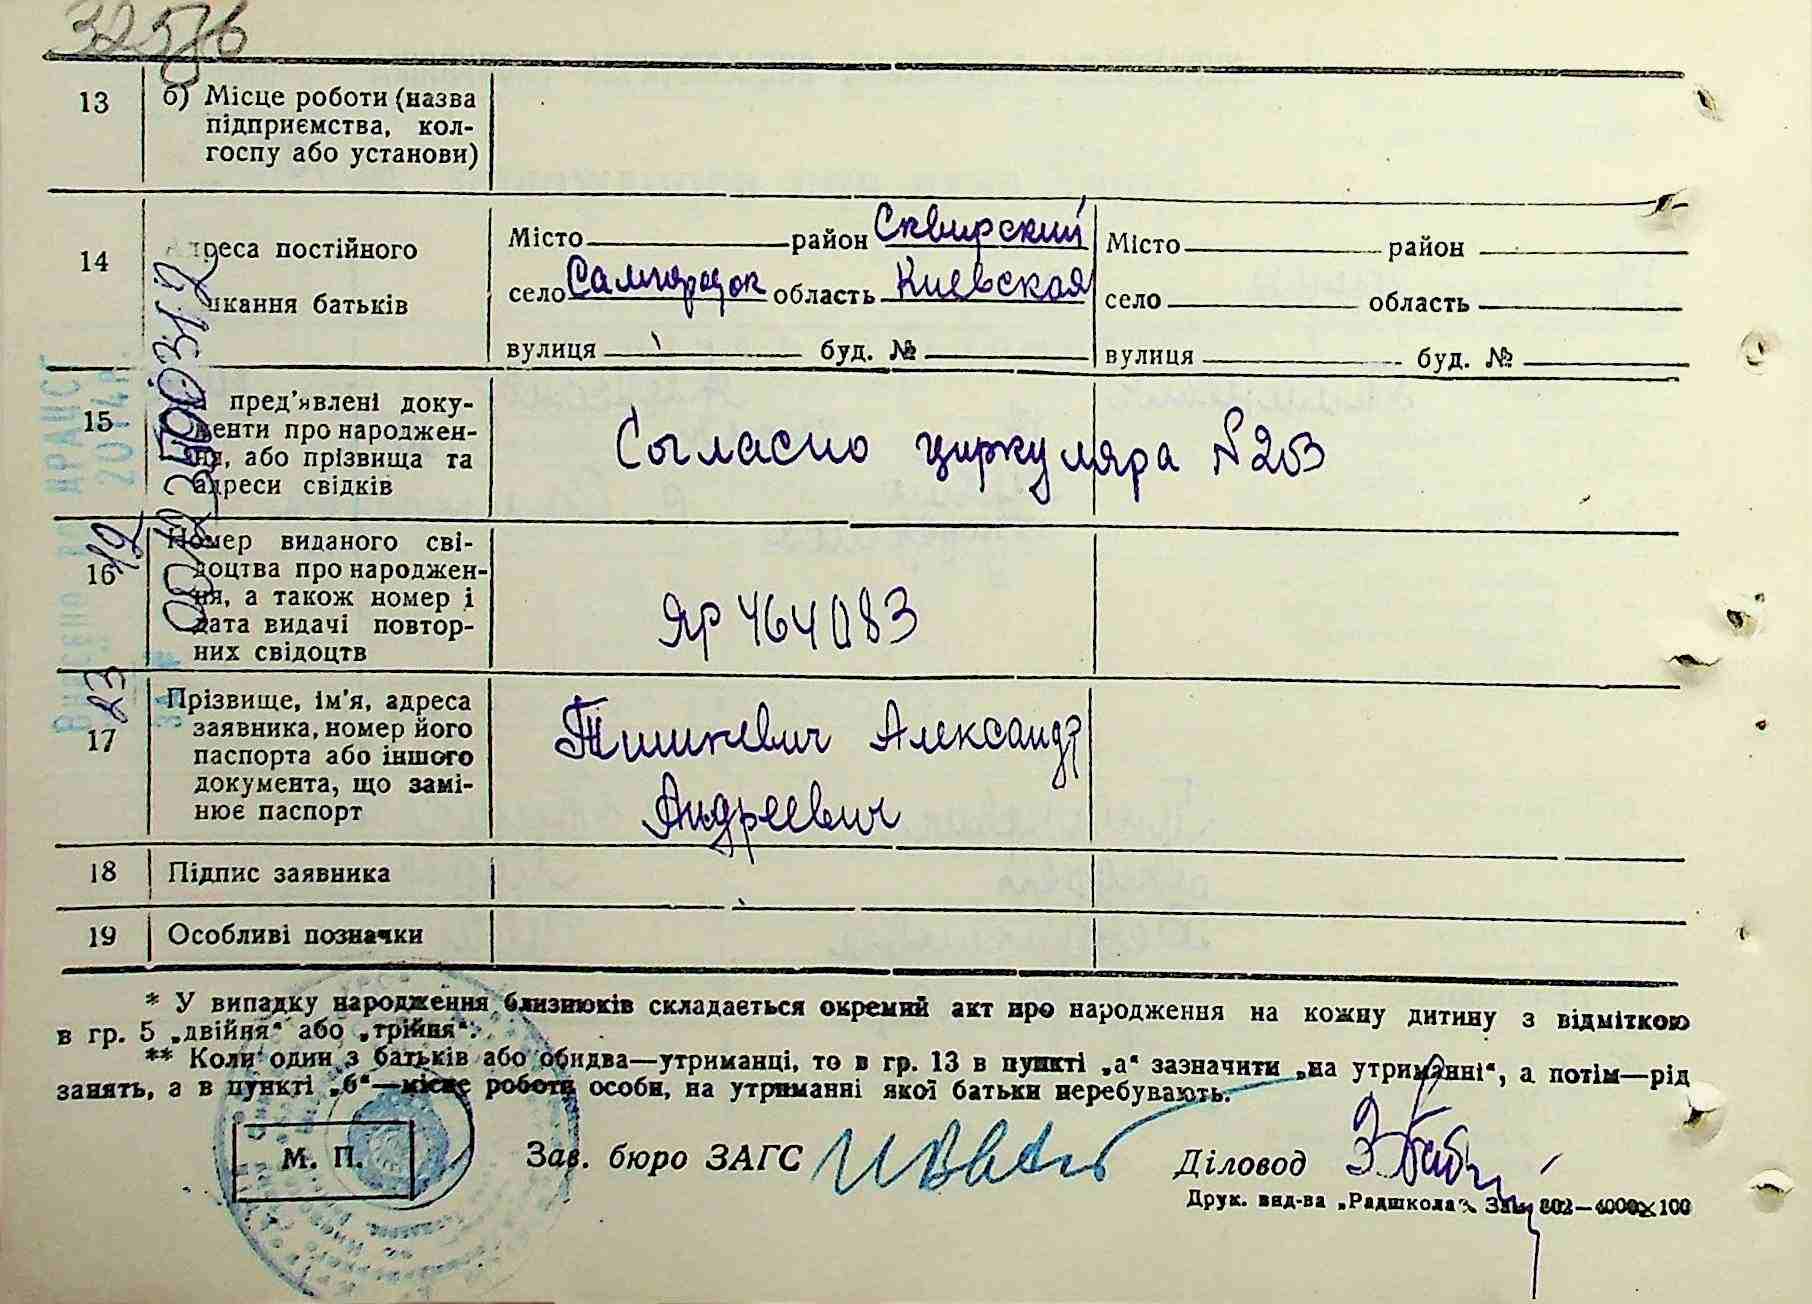 32576
13
б) Місце роботи (назва
підприємства, кол-
госпу або установи)
14
Адреса постійного
шкання батьків
Місто район Сквирский
село Самгородок область Киевская
вулиця буд. №
Місто район
село область
вулиця буд. №
15
пред'явлені доку-
менти про народжен-
ня, або прізвища та
адреси свідків
Согласно циркуляра №203
16
Номер виданого сві-
доцтва про народжен-
ня, а також номер і
дата видачі повтор-
них свідоцтв
ЯР 464083
17
Прізвище, ім'я, адреса
заявника, номер його
паспорта або іншого
документа, що замі-
нює паспорт
Тишкевич Александр
Андреевич
18
Підпис заявника
19
Особливі позначки
* У випадку народження близнюків складається окремий акт про народження на кожну дитину з відміткою
в гр. 5 „двійня“ або „трійня“.
** Коли один з батьків або обидва—утриманці, то в гр. 13 в пункті „а“ зазначити „на утриманні“, а потім—рід
занять, а в пункті „б“—місце роботи особи, на утриманні якої батьки перебувають.
М. П.
Зав. бюро ЗАГС
Діловод
Друк. вид-ва „Радшкола“. Зам. 802—4000×100
ДРАЦС
2014р.